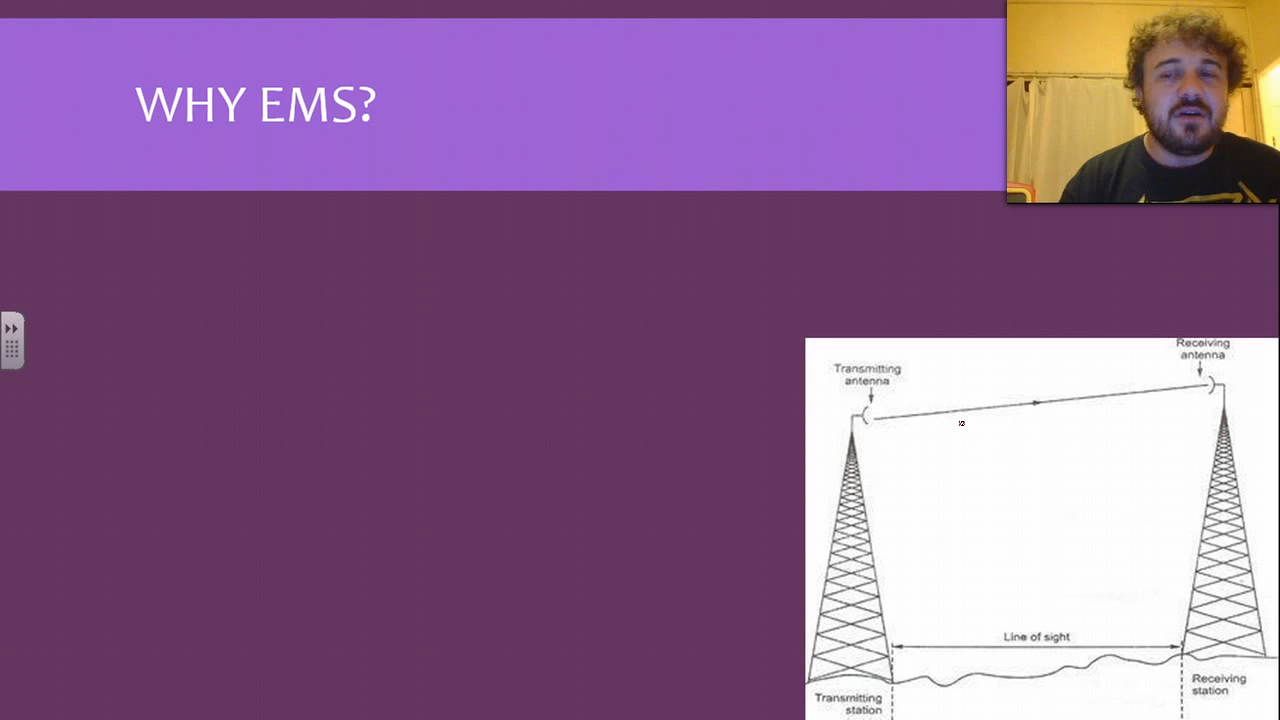 WHY EMS?
Receiving
antenna
Transmitting
antenna
Line of sight
Transmitting
station
Receiving
station